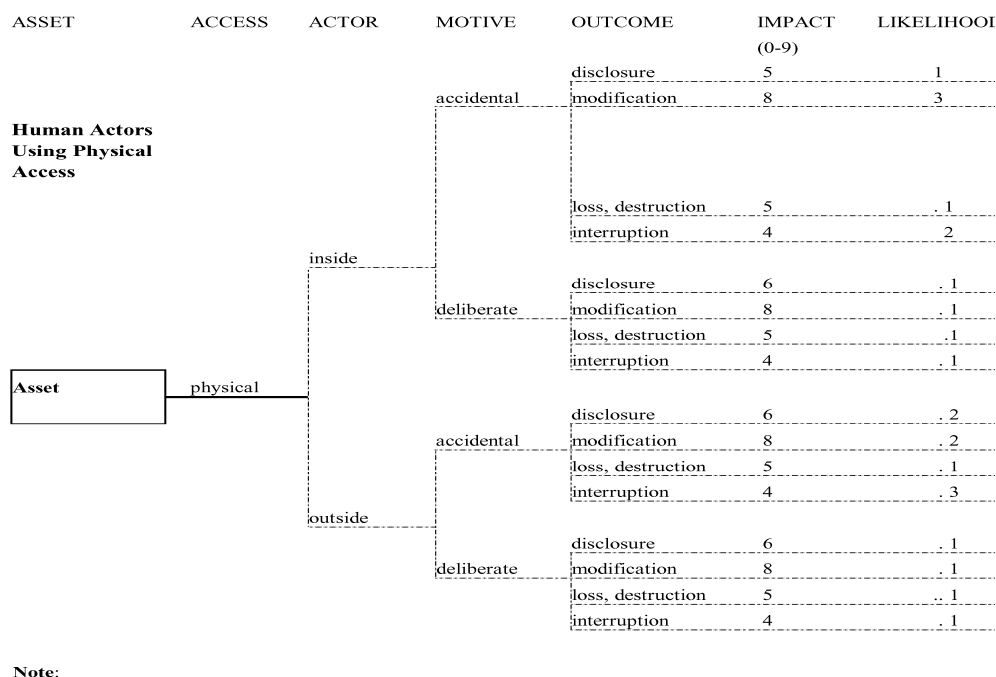 ASSET ACCESS ACTOR MOTIVE OUTCOME IMPACT LIKELIHOOD
(0-9)
disclosure 5 1
accidental modification 8 3
Human Actors
Using Physical
Access
loss, destruction 5 . 1
interruption 4 2
inside
disclosure 6 . 1
deliberate modification 8 . 1
loss, destruction 5 .1
interruption 4 . 1
Asset physical
disclosure 6 . 2
accidental modification 8 . 2
loss, destruction 5 . 1
interruption 4 . 3
outside
disclosure 6 . 1
deliberate modification 8 . 1
loss, destruction 5 .. 1
interruption 4 . 1
Note: